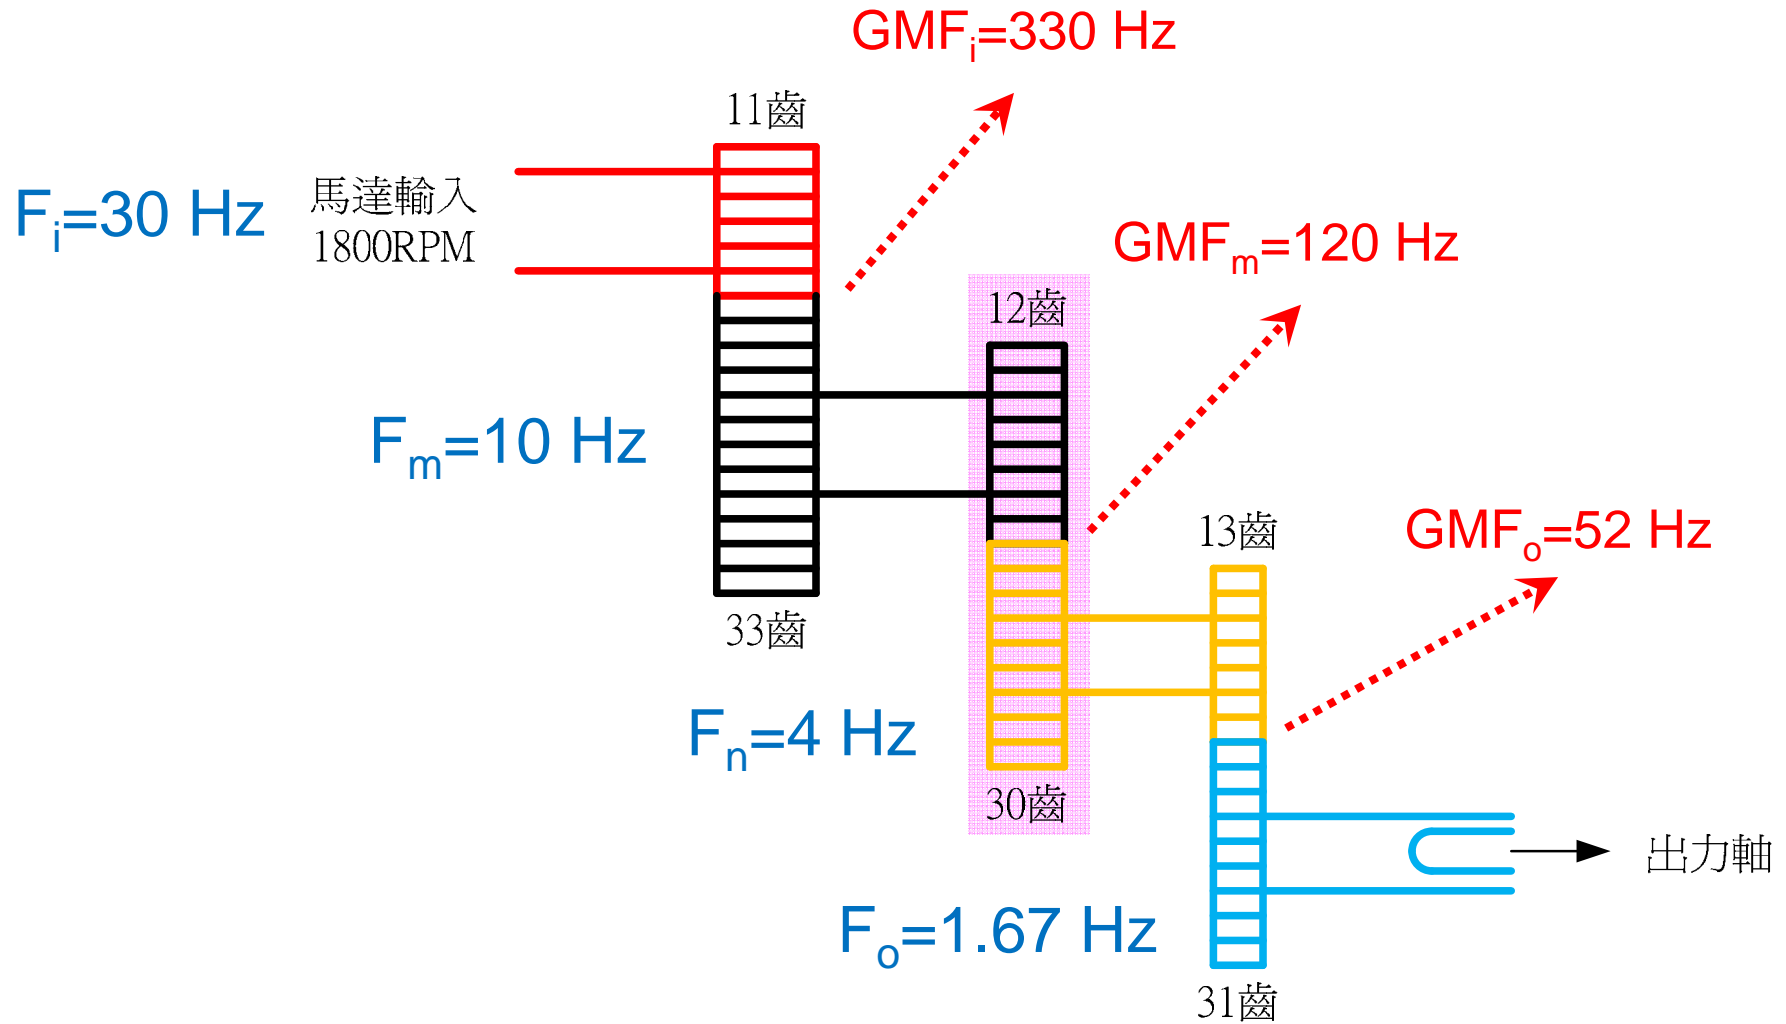 GMFi=330 Hz
11齒
Fi=30 Hz
馬達輸入
1800RPM
GMFm=120 Hz
12齒
Fm=10 Hz
13齒
GMFo=52 Hz
33齒
Fn=4 Hz
30齒
出力軸
Fo=1.67 Hz
31齒